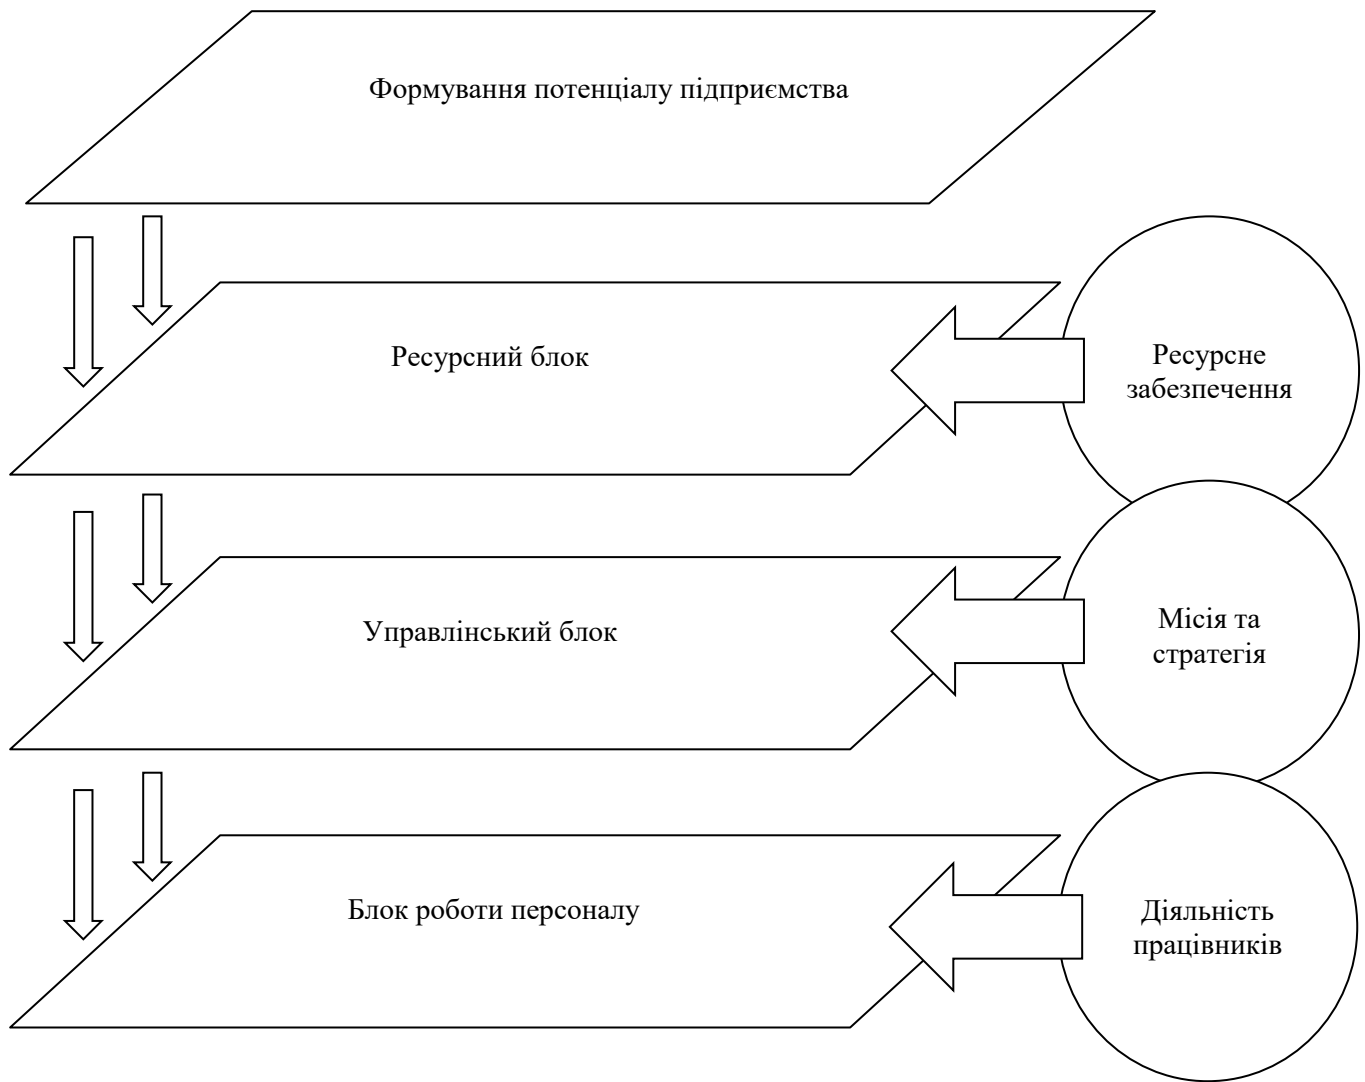 Формування потенціалу підприємства
Ресурсний блок
Ресурсне
забезпечення
Управлінський блок
Місія та
стратегія
Блок роботи персоналу
Діяльність
працівників